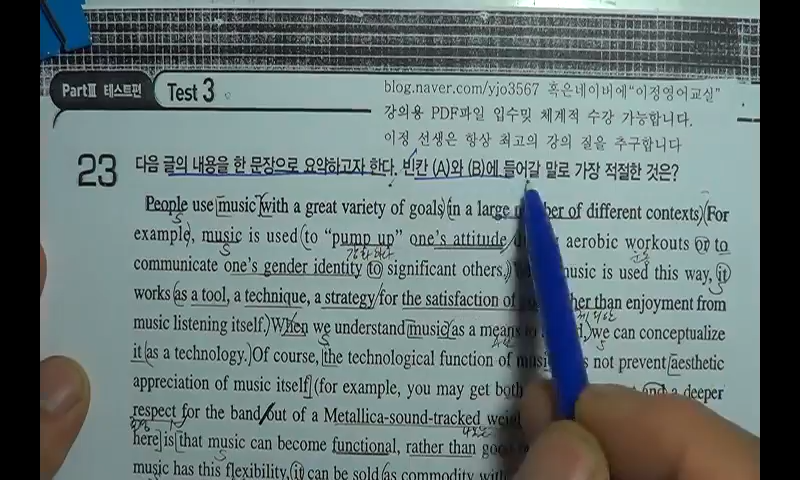 PartⅢ 테스트편
Test 3
blog.naver.com/yjo3567 혹은네이버에"이정영어교실"
강의용 PDF파일 입수및 체계적 수강 가능합니다.
이정 선생은 항상 최고의 강의 질을 추구합니다
23 다음 글의 내용을 한 문장으로 요약하고자 한다. 빈칸 (A)와 (B)에 들어갈 말로 가장 적절한 것은?
People use music with a great variety of goals in a large of different contexts. For
example, music is used to "pump up" one's attitude aerobic workouts or to
강화하다
communicate one's gender identity to significant others. music is used this way, it
works as a tool, a technique, a strategy for the satisfaction of than enjoyment from
music listening itself. When we understand music as a means to we can conceptualize
it as a technology. Of course, the technological function of not prevent aesthetic
appreciation of music itself (for example, you may get both and a deeper
respect for the band out of a Metallica-sound-tracked
here is that music can become functional, rather than
music has this flexibility, it can be sold as commodity